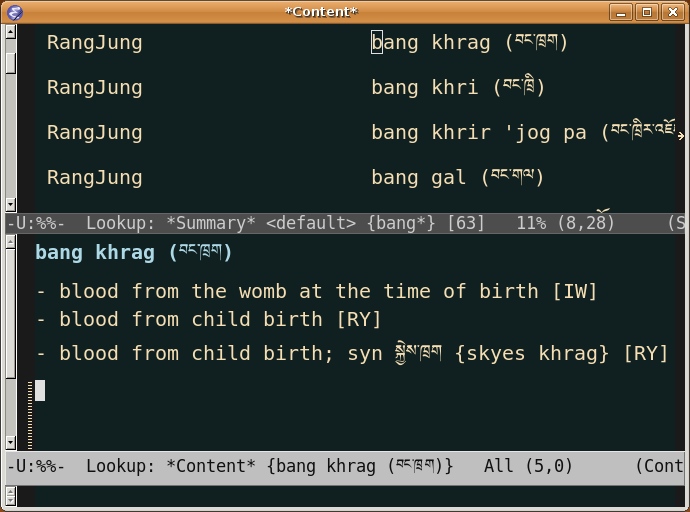 *Content*
RangJung bang khrag (བང་ཁྲག)
RangJung bang khri (བང་ཁྲི)
RangJung bang khrir 'jog pa (བང་ཁྲིར་འཇོ
RangJung bang gal (བང་གལ)
-U:%%- Lookup: *Summary* <default> {bang*} [63] 11% (8,28) (S
bang khrag (བང་ཁྲག)
- blood from the womb at the time of birth [IW]
- blood from child birth [RY]
- blood from child birth; syn སྐྱེས་ཁྲག {skyes khrag} [RY]
-U:%%- Lookup: *Content* {bang khrag (བང་ཁྲག)} All (5,0) (Cont